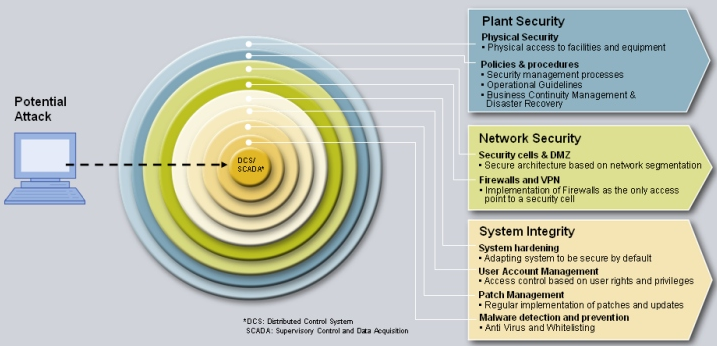 Potential
Attack
DCS/
SCADA*
*DCS: Distributed Control System
SCADA: Supervisory Control and Data Acquisition
Plant Security
Physical Security
• Physical access to facilities and equipment
Policies & procedures
• Security management processes
• Operational Guidelines
• Business Continuity Management &
Disaster Recovery
Network Security
Security cells & DMZ
• Secure architecture based on network segmentation
Firewalls and VPN
• Implementation of Firewalls as the only access
point to a security cell
System Integrity
System hardening
• Adapting system to be secure by default
User Account Management
• Access control based on user rights and privileges
Patch Management
• Regular implementation of patches and updates
Malware detection and prevention
• Anti Virus and Whitelisting